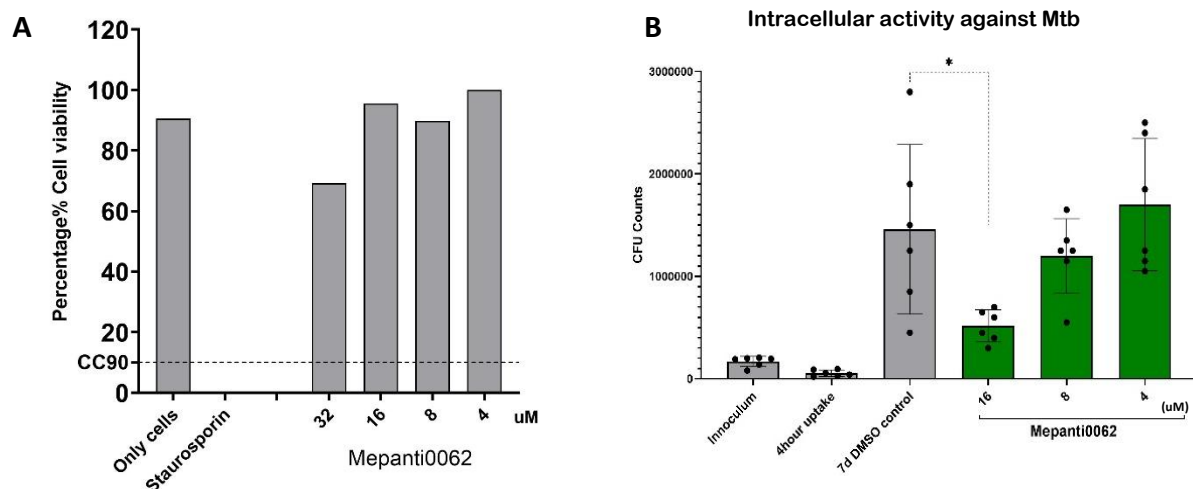 A
Percentage% Cell viability
120
100
80
60
40
20
CC90
0
Only cells
Staurosporin
32
16
8
4
uM
Mepanti0062
B
Intracellular activity against Mtb
*
CFU Counts
3000000
2000000
1000000
0
Innoculum
4hour uptake
7d DMSO control
16
8
4
(uM)
Mepanti0062